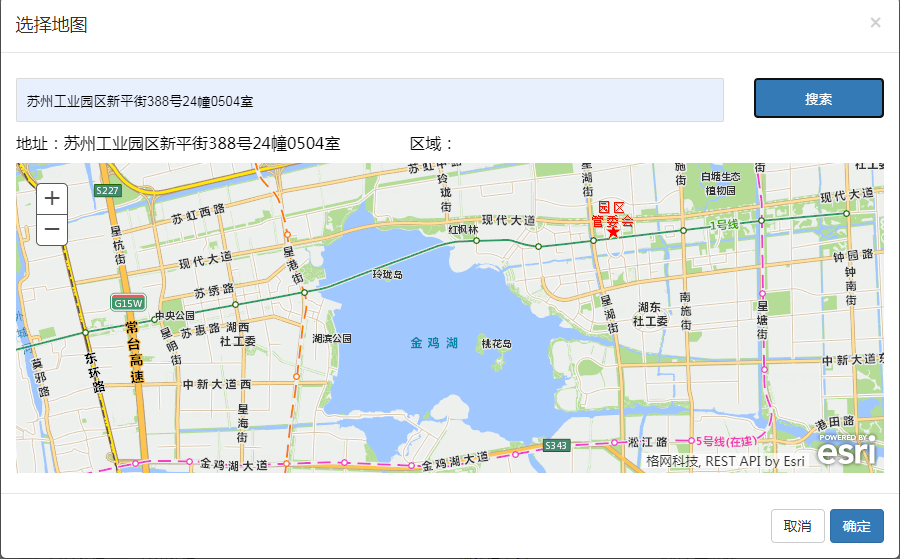 选择地图
×
苏州工业园区新平街388号24幢0504室
搜索
地址：苏州工业园区新平街388号24幢0504室
区域：
+
−
S227
苏虹西路
星杭街
现代大道
苏绣路
G15W
中央公园
苏惠路
湖西
社工委
星明街
常台高速
东环路
莫邪路
中新大道西
星海街
金鸡湖大道
星港街
苏虹中路
玲珑街
红枫林
现代大道
玲珑岛
湖滨公园
金鸡湖
桃花岛
星湖街
园区
管委会
施街
白塘生态
植物园
街
社工委
现代大道
1号线
钟园路
钟南街
星湖街
湖东
社工委
南施街
星塘街
中新大道东
港田路
S343
淞江路
5号线(在建)
金鸡湖大道
格网科技, REST API by Esri
POWERED BY
esri
取消
确定